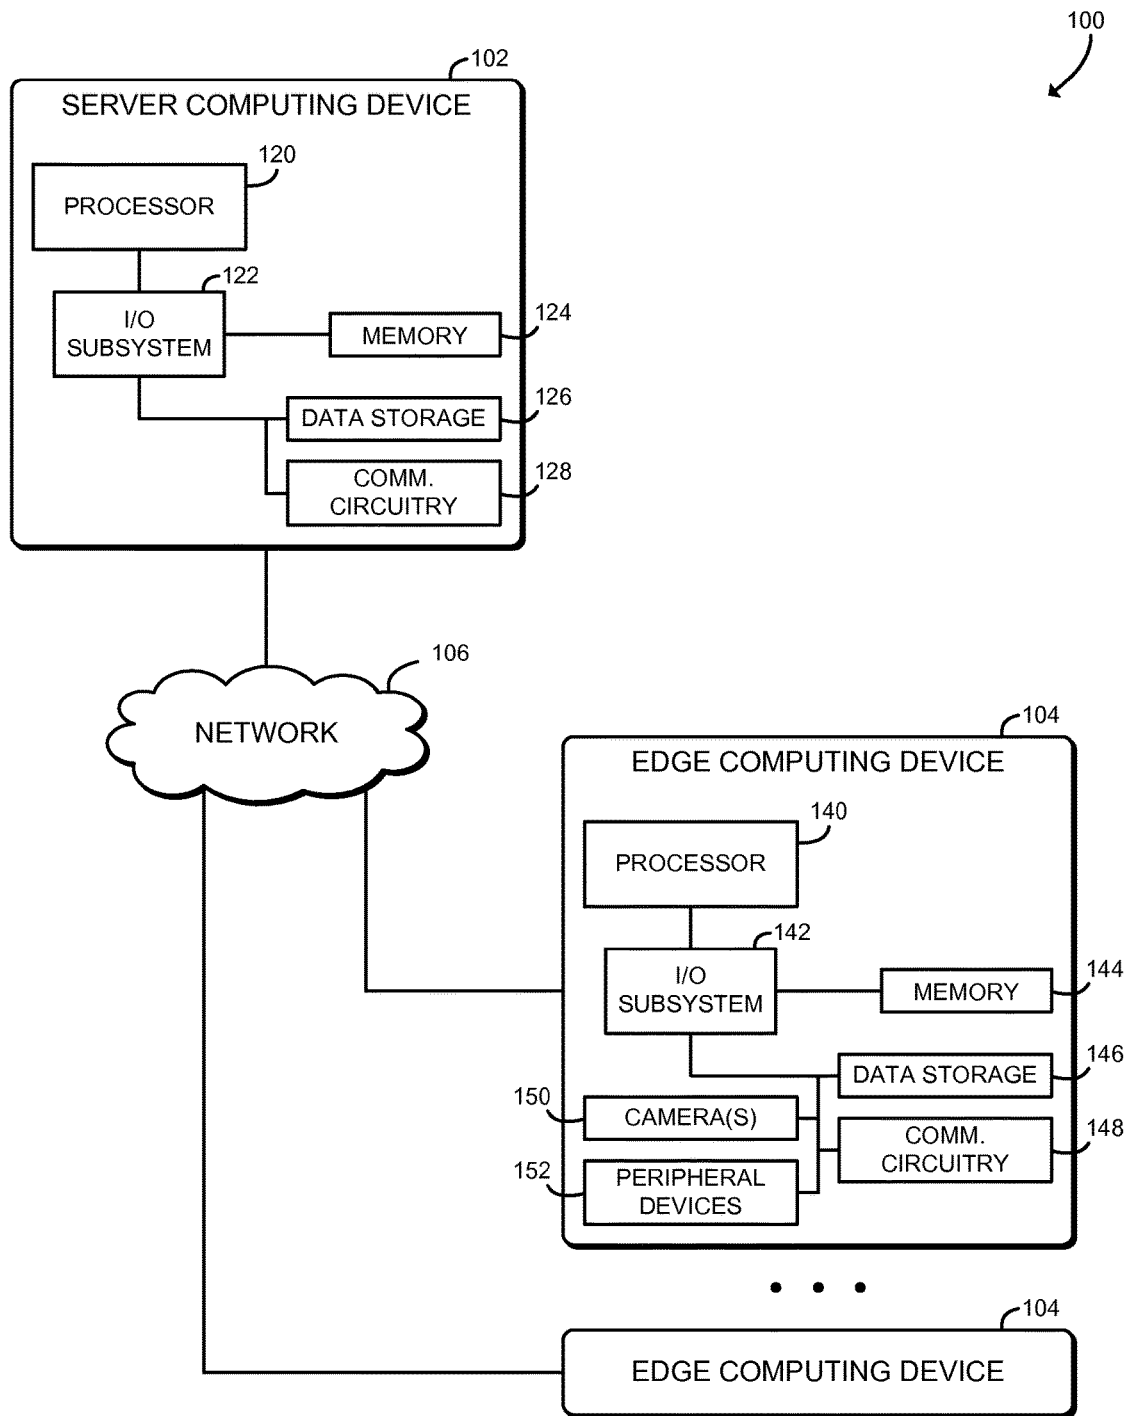 100
102
SERVER COMPUTING DEVICE
120
PROCESSOR
122
I/O
SUBSYSTEM
124
MEMORY
126
DATA STORAGE
128
COMM.
CIRCUITRY
106
NETWORK
104
EDGE COMPUTING DEVICE
140
PROCESSOR
142
I/O
SUBSYSTEM
144
MEMORY
146
DATA STORAGE
150
CAMERA(S)
148
COMM.
CIRCUITRY
152
PERIPHERAL
DEVICES
104
EDGE COMPUTING DEVICE